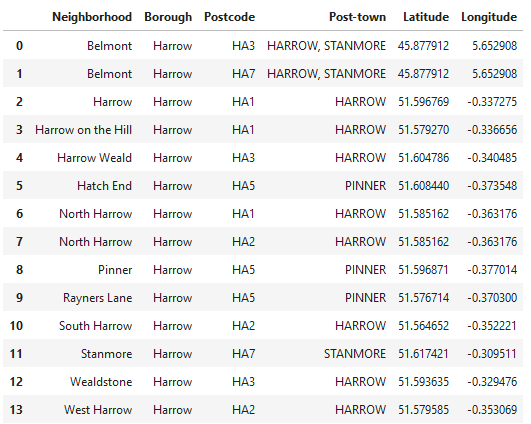 Neighborhood Borough Postcode Post-town Latitude Longitude
0 Belmont Harrow HA3 HARROW, STANMORE 45.877912 5.652908
1 Belmont Harrow HA7 HARROW, STANMORE 45.877912 5.652908
2 Harrow Harrow HA1 HARROW 51.596769 -0.337275
3 Harrow on the Hill Harrow HA1 HARROW 51.579270 -0.336656
4 Harrow Weald Harrow HA3 HARROW 51.604786 -0.340485
5 Hatch End Harrow HA5 PINNER 51.608440 -0.373548
6 North Harrow Harrow HA1 HARROW 51.585162 -0.363176
7 North Harrow Harrow HA2 HARROW 51.585162 -0.363176
8 Pinner Harrow HA5 PINNER 51.596871 -0.377014
9 Rayners Lane Harrow HA5 PINNER 51.576714 -0.370300
10 South Harrow Harrow HA2 HARROW 51.564652 -0.352221
11 Stanmore Harrow HA7 STANMORE 51.617421 -0.309511
12 Wealdstone Harrow HA3 HARROW 51.593635 -0.329476
13 West Harrow Harrow HA2 HARROW 51.579585 -0.353069